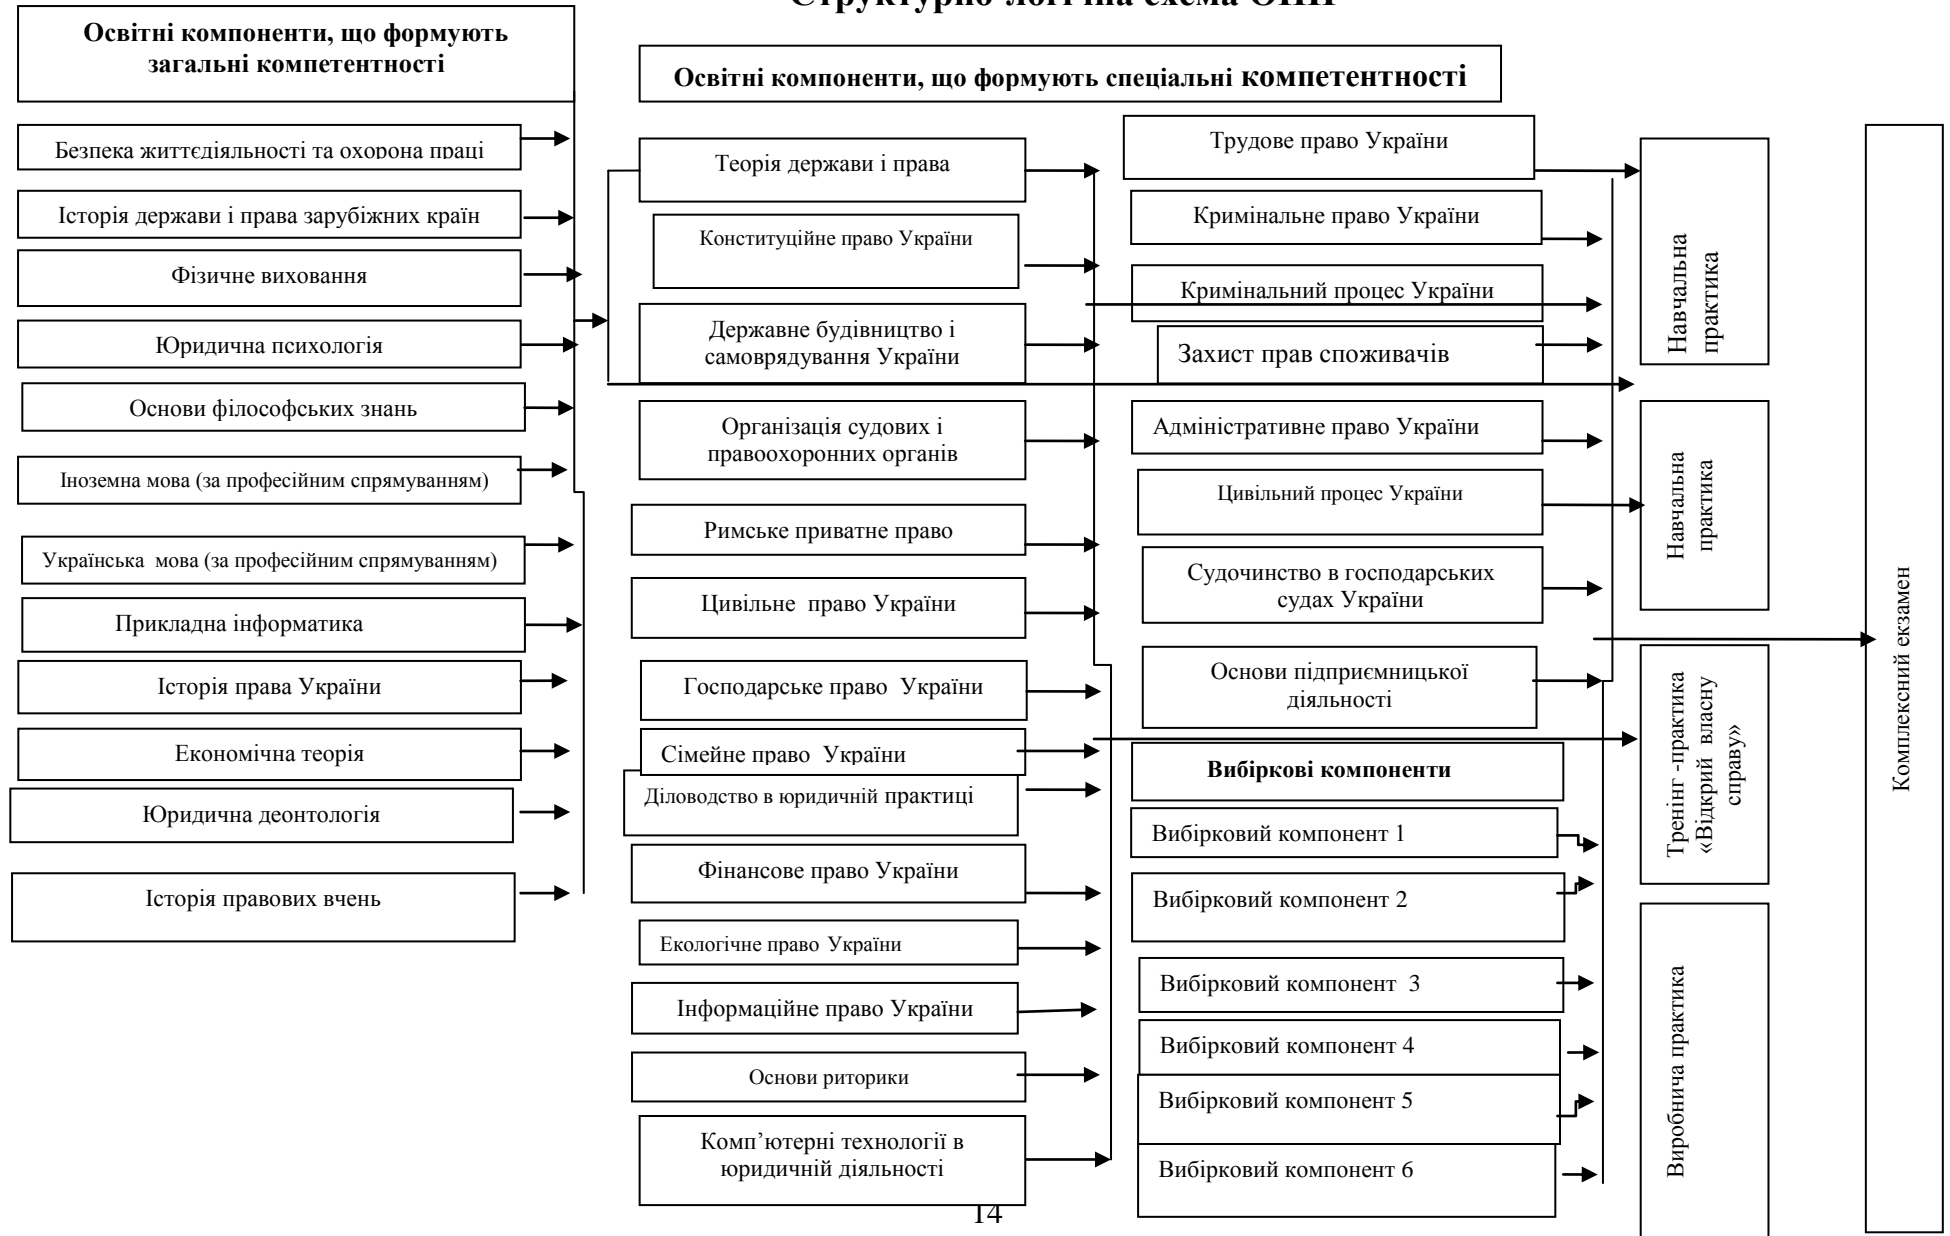 Структурно-логічна схема ОПП
Освітні компоненти, що формують
загальні компетентності
Безпека життєдіяльності та охорона праці
Історія держави і права зарубіжних країн
Фізичне виховання
Юридична психологія
Основи філософських знань
Іноземна мова (за професійним спрямуванням)
Українська мова (за професійним спрямуванням)
Прикладна інформатика
Історія права України
Економічна теорія
Юридична деонтологія
Історія правових вчень
Освітні компоненти, що формують спеціальні компетентності
Теорія держави і права
Конституційне право України
Державне будівництво і
самоврядування України
Організація судових і
правоохоронних органів
Римське приватне право
Цивільне право України
Господарське право України
Сімейне право України
Діловодство в юридичній практиці
Фінансове право України
Екологічне право України
Інформаційне право України
Основи риторики
Комп’ютерні технології в
юридичній діяльності
Трудове право України
Кримінальне право України
Кримінальний процес України
Захист прав споживачів
Адміністративне право України
Цивільний процес України
Судочинство в господарських
судах України
Основи підприємницької
діяльності
Вибіркові компоненти
Вибірковий компонент 1
Вибірковий компонент 2
Вибірковий компонент 3
Вибірковий компонент 4
Вибірковий компонент 5
Вибірковий компонент 6
Навчальна
практика
Навчальна
практика
Тренінг -практика
«Відкрий власну
справу»
Виробнича практика
Комплексний екзамен
14